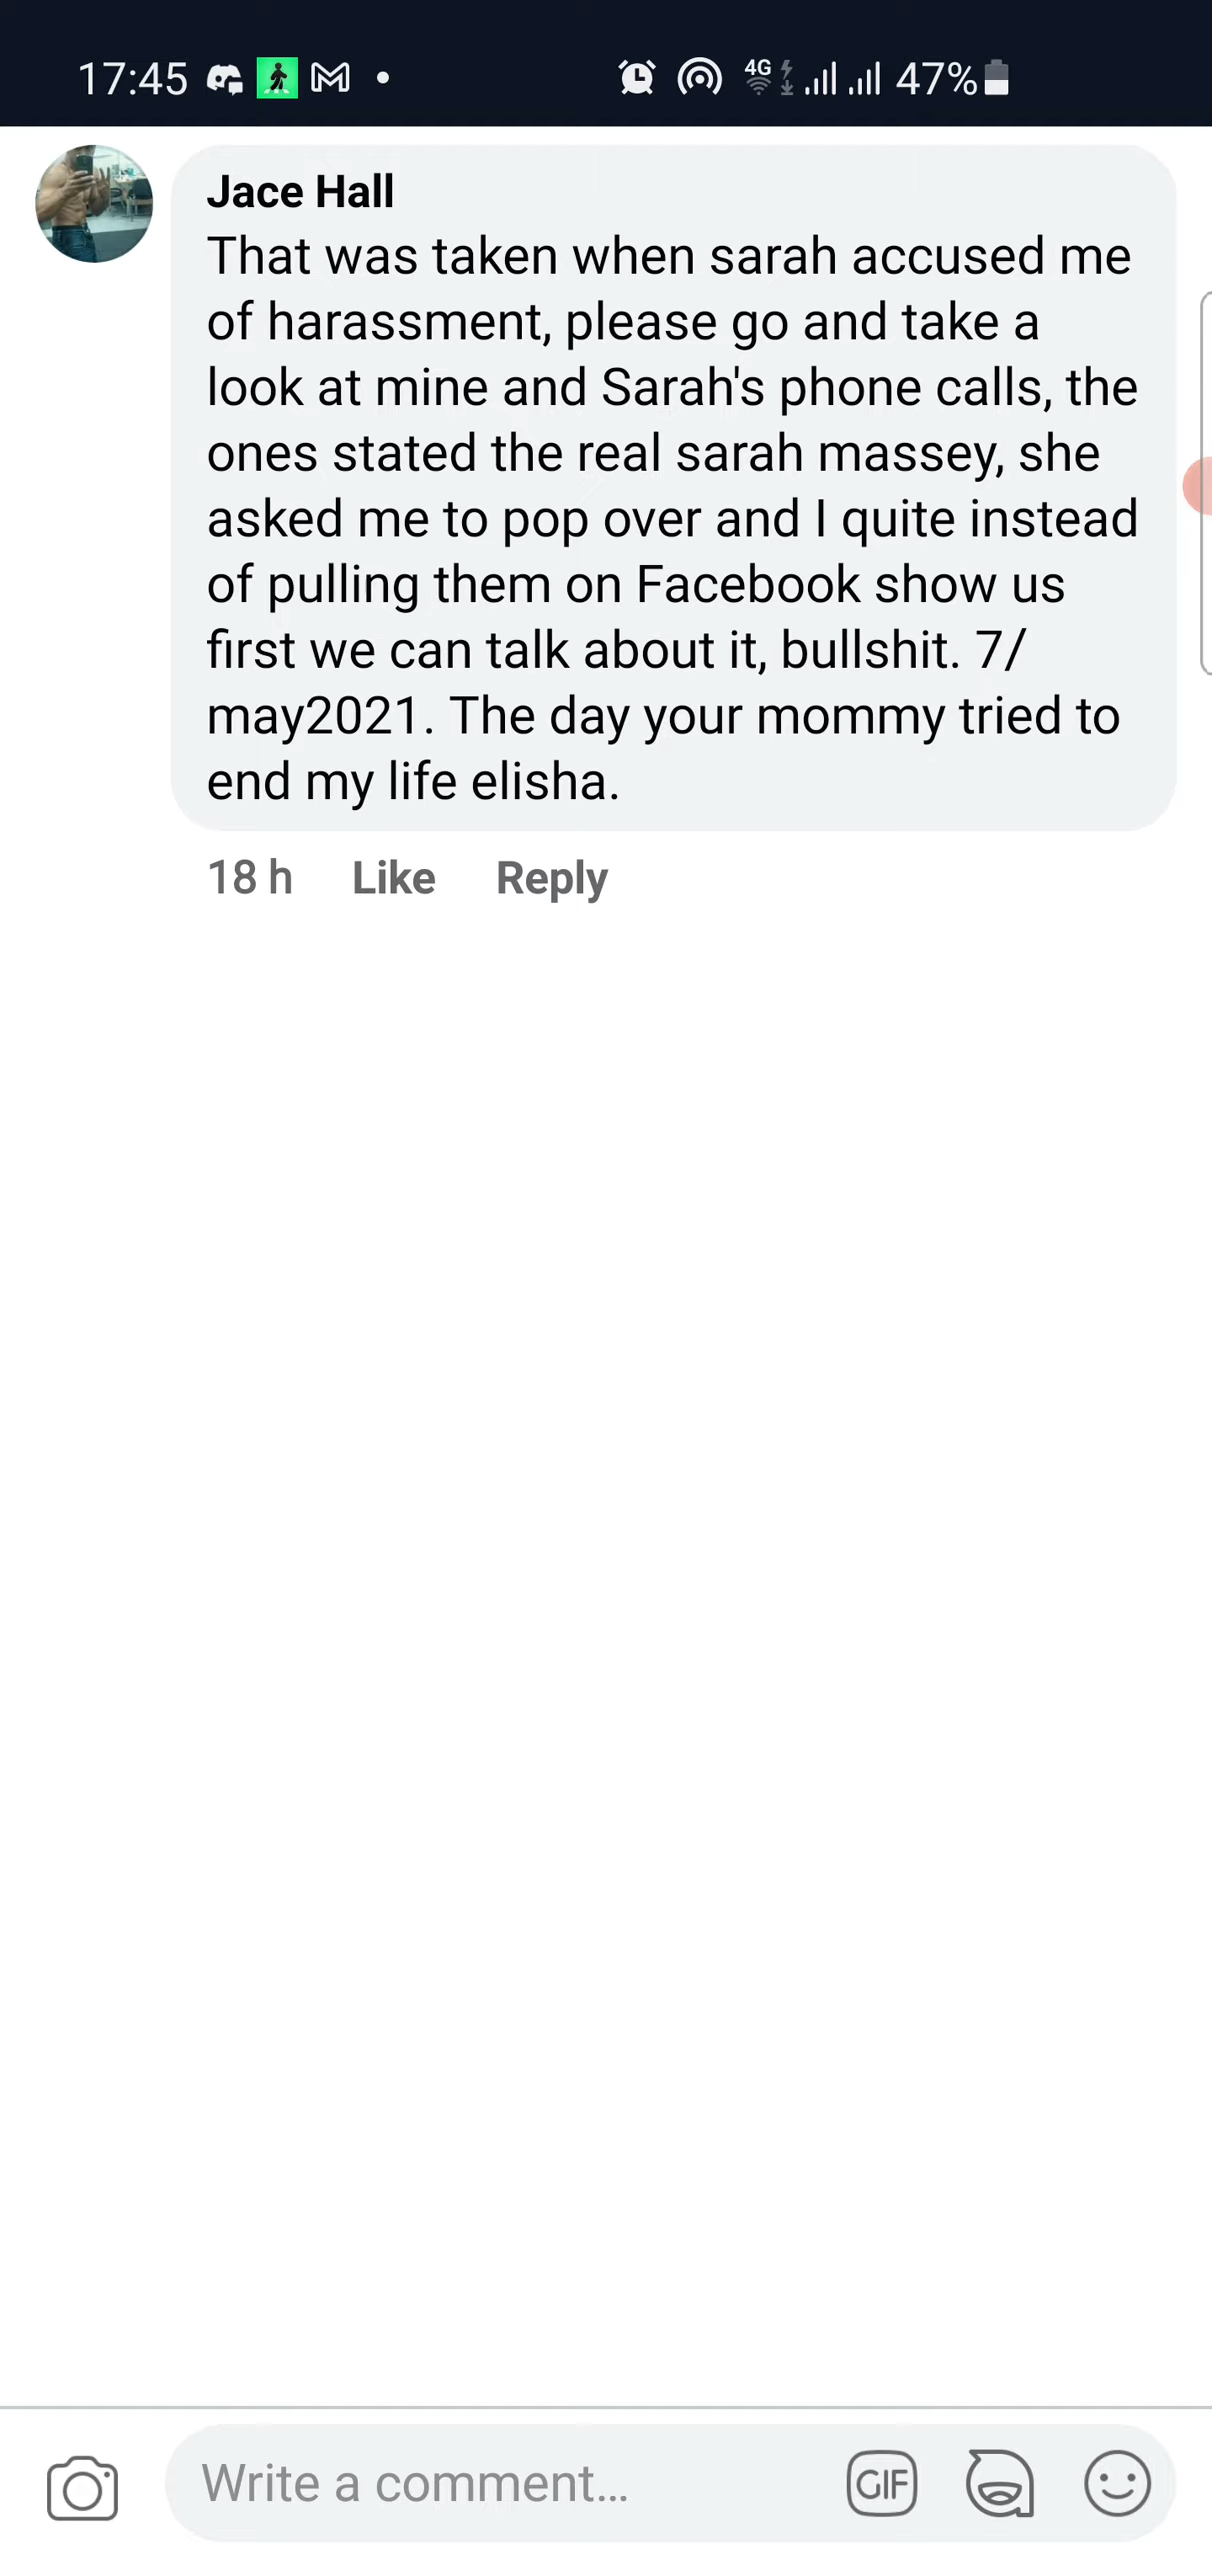 17:45
4G 47%
Jace Hall
That was taken when sarah accused me
of harassment, please go and take a
look at mine and Sarah's phone calls, the
ones stated the real sarah massey, she
asked me to pop over and I quite instead
of pulling them on Facebook show us
first we can talk about it, bullshit. 7/
may2021. The day your mommy tried to
end my life elisha.
18 h Like Reply
Write a comment...
GIF